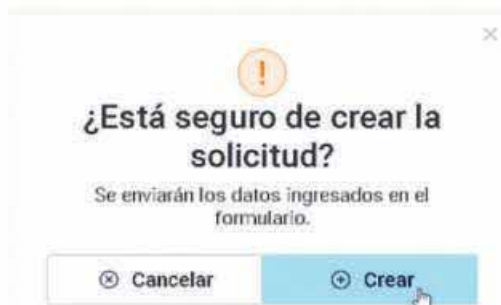 ¿Está seguro de crear la
solicitud?
Se enviarán los datos ingresados en el
formulario.
Cancelar
Crear